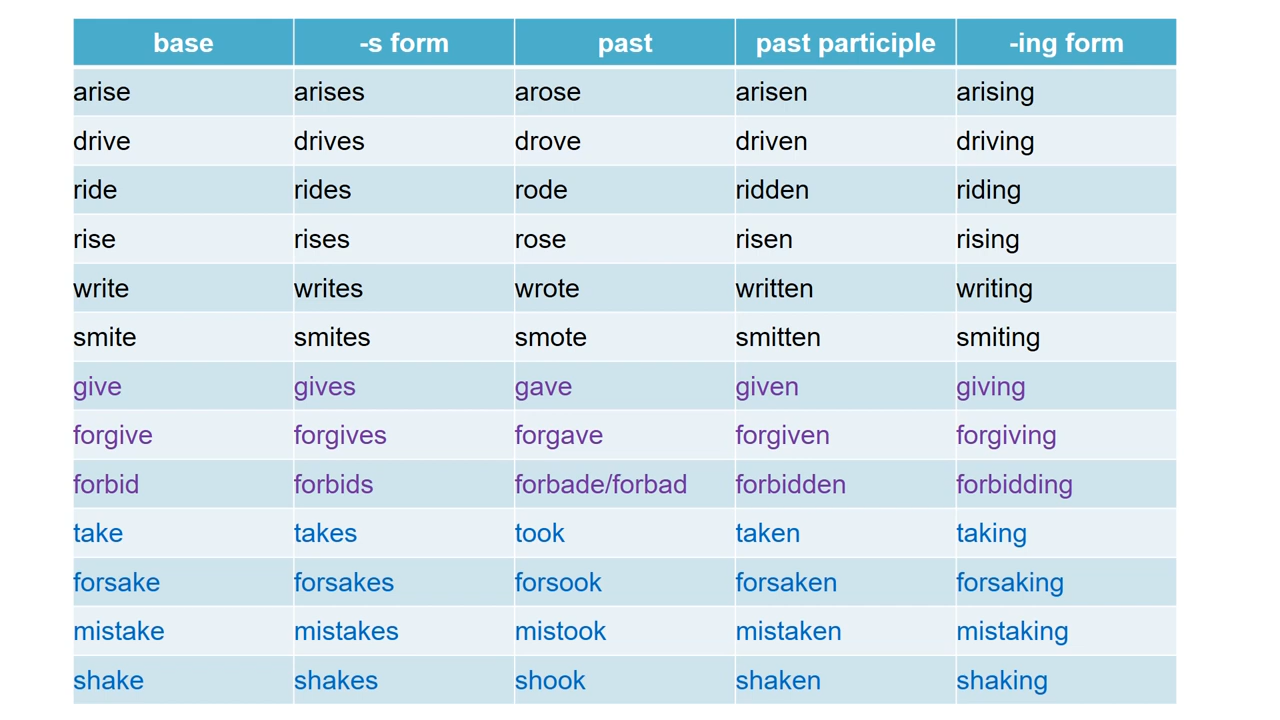 base -s form past past participle -ing form
arise arises arose arisen arising
drive drives drove driven driving
ride rides rode ridden riding
rise rises rose risen rising
write writes wrote written writing
smite smites smote smitten smiting
give gives gave given giving
forgive forgives forgave forgiven forgiving
forbid forbids forbade/forbad forbidden forbidding
take takes took taken taking
forsake forsakes forsook forsaken forsaking
mistake mistakes mistook mistaken mistaking
shake shakes shook shaken shaking